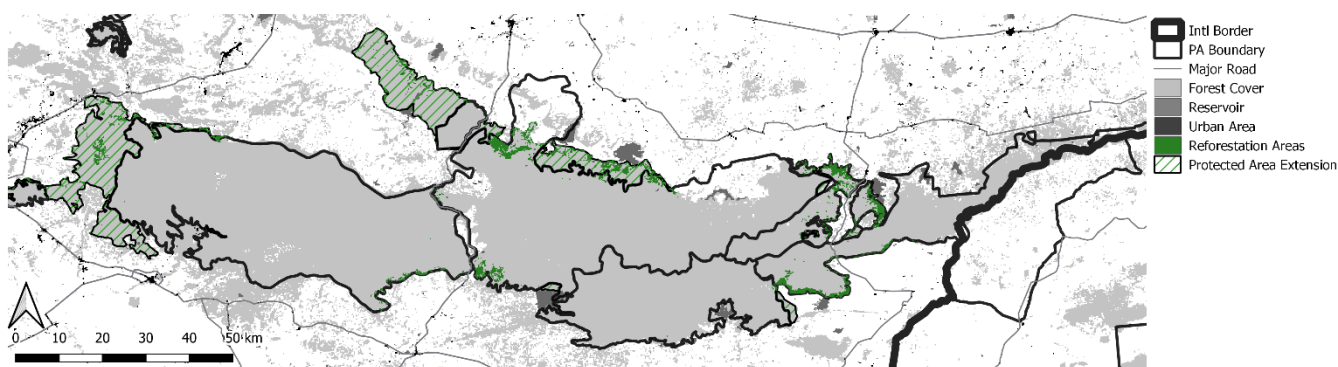 Intl Border
PA Boundary
Major Road
Forest Cover
Reservoir
Urban Area
Reforestation Areas
Protected Area Extension
0 10 20 30 40 50 km